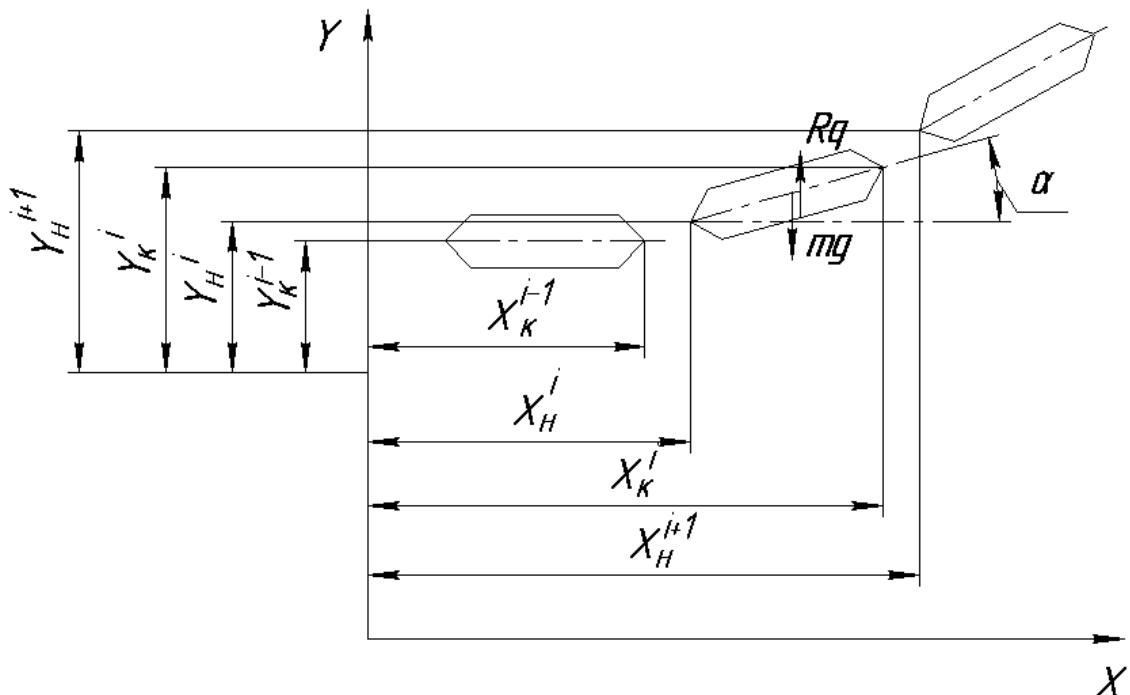 Y
Rq
α
mg
Y_H^{i+1}
Y_K^i
Y_H^i
Y_K^{i-1}
X_K^{i-1}
X_H^i
X_K^i
X_H^{i+1}
X